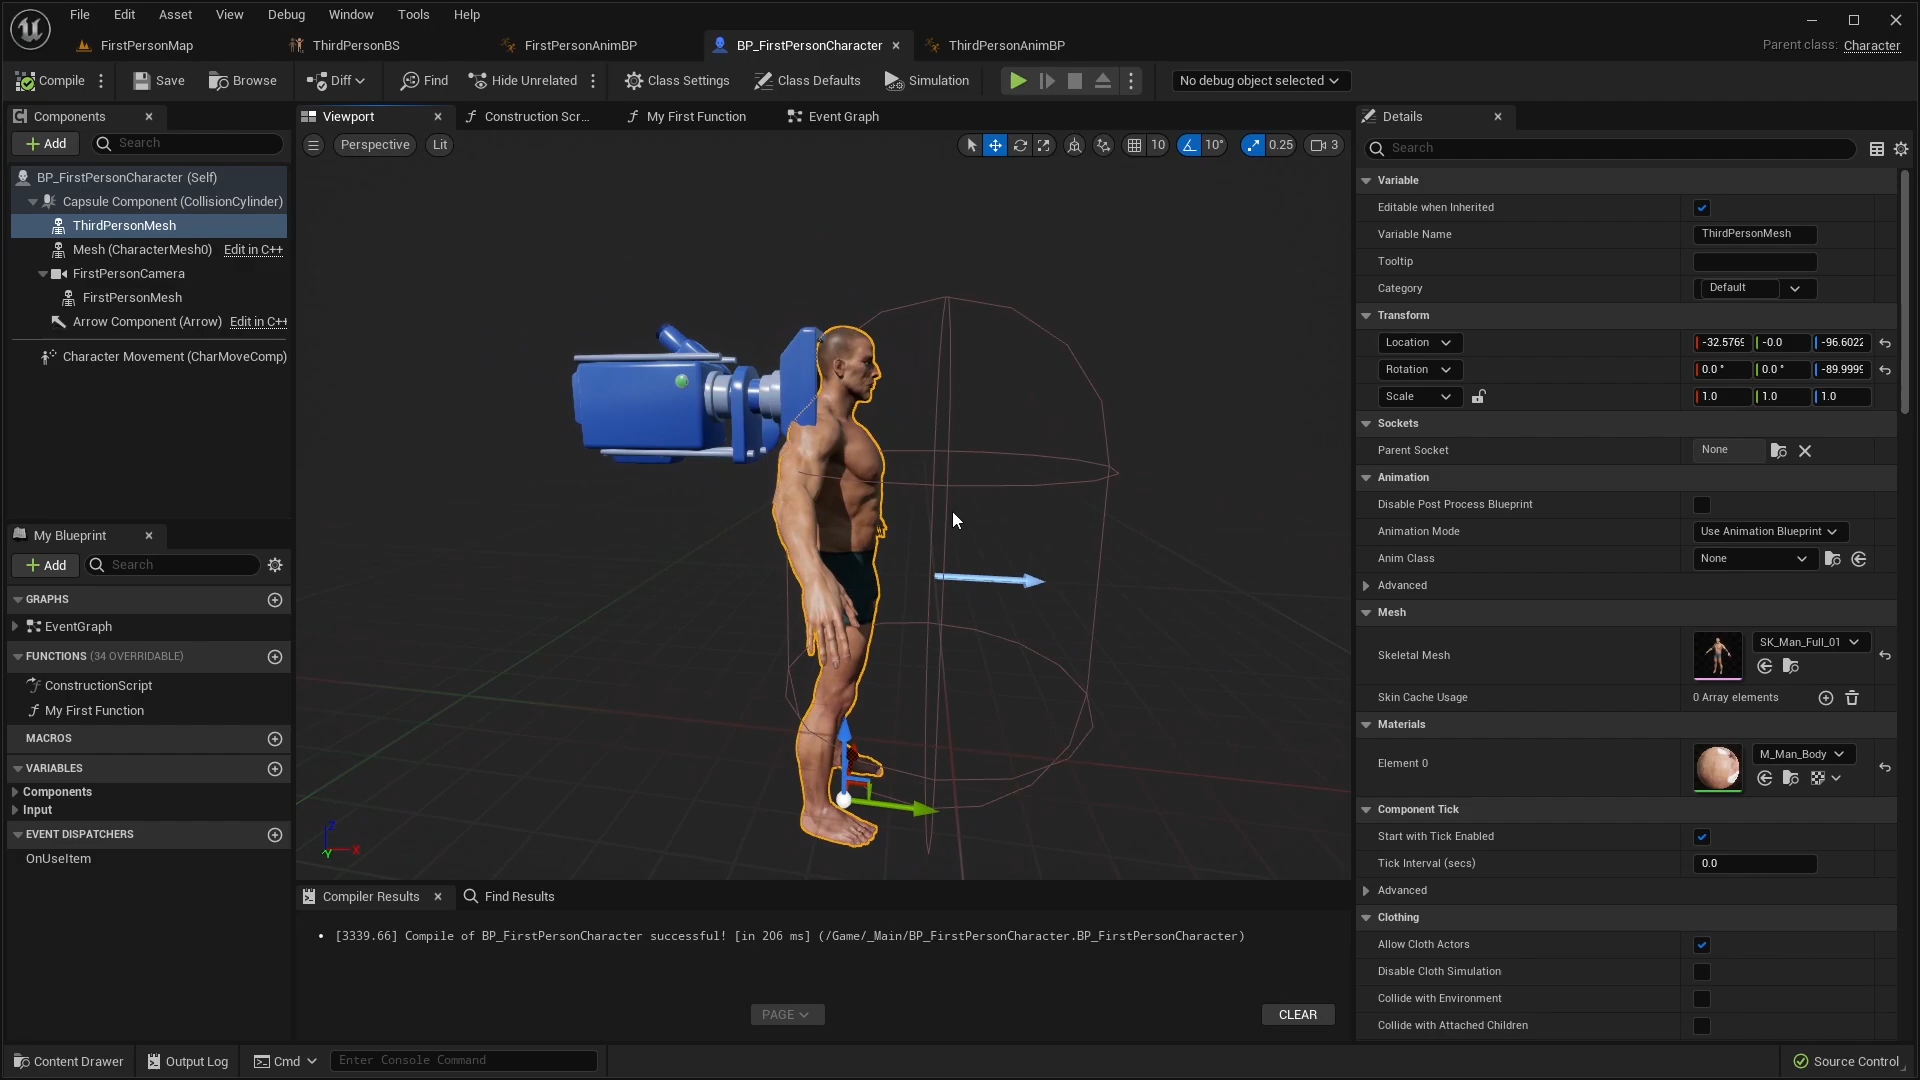 File Edit Asset View Debug Window Tools Help
FirstPersonMap ThirdPersonBS FirstPersonAnimBP BP_FirstPersonCharacter ThirdPersonAnimBP Parent class: Character
Compile Save Browse Diff Find Hide Unrelated Class Settings Class Defaults Simulation No debug object selected
Components
Add Search
BP_FirstPersonCharacter (Self)
Capsule Component (CollisionCylinder)
ThirdPersonMesh
Mesh (CharacterMesh0) Edit in C++
FirstPersonCamera
FirstPersonMesh
Arrow Component (Arrow) Edit in C++
Character Movement (CharMoveComp)
My Blueprint
Add Search
GRAPHS
EventGraph
FUNCTIONS (34 OVERRIDABLE)
ConstructionScript
My First Function
MACROS
VARIABLES
Components
Input
EVENT DISPATCHERS
OnUseItem
Viewport Construction Scr... My First Function Event Graph
Perspective Lit 10 10° 0.25 3
Z
X
Y
Compiler Results Find Results
• [3339.66] Compile of BP_FirstPersonCharacter successful! [in 206 ms] (/Game/_Main/BP_FirstPersonCharacter.BP_FirstPersonCharacter)
PAGE CLEAR
Details
Search
Variable
Editable when Inherited
Variable Name ThirdPersonMesh
Tooltip
Category Default
Transform
Location -32.5769 -0.0 -96.6022
Rotation 0.0° 0.0° -89.9999
Scale 1.0 1.0 1.0
Sockets
Parent Socket None
Animation
Disable Post Process Blueprint
Animation Mode Use Animation Blueprint
Anim Class None
Advanced
Mesh
Skeletal Mesh SK_Man_Full_01
Skin Cache Usage 0 Array elements
Materials
Element 0 M_Man_Body
Component Tick
Start with Tick Enabled
Tick Interval (secs) 0.0
Advanced
Clothing
Allow Cloth Actors
Disable Cloth Simulation
Collide with Environment
Collide with Attached Children
Content Drawer Output Log Cmd Enter Console Command Source Control